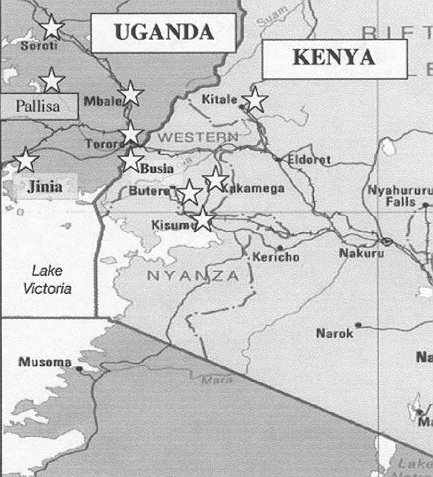 Suam
Soroti
UGANDA
RIFT
KENYA
Pallisa
Mbale
Kitale
Tororo
WESTERN
Busia
Eldoret
Jinia
Butere
Kakamega
Nyahururu
Falls
Kisumu
Kericho
Nakuru
Lake
Victoria
NYANZA
Narok
Na
Musoma
Mara
Ma
Lake